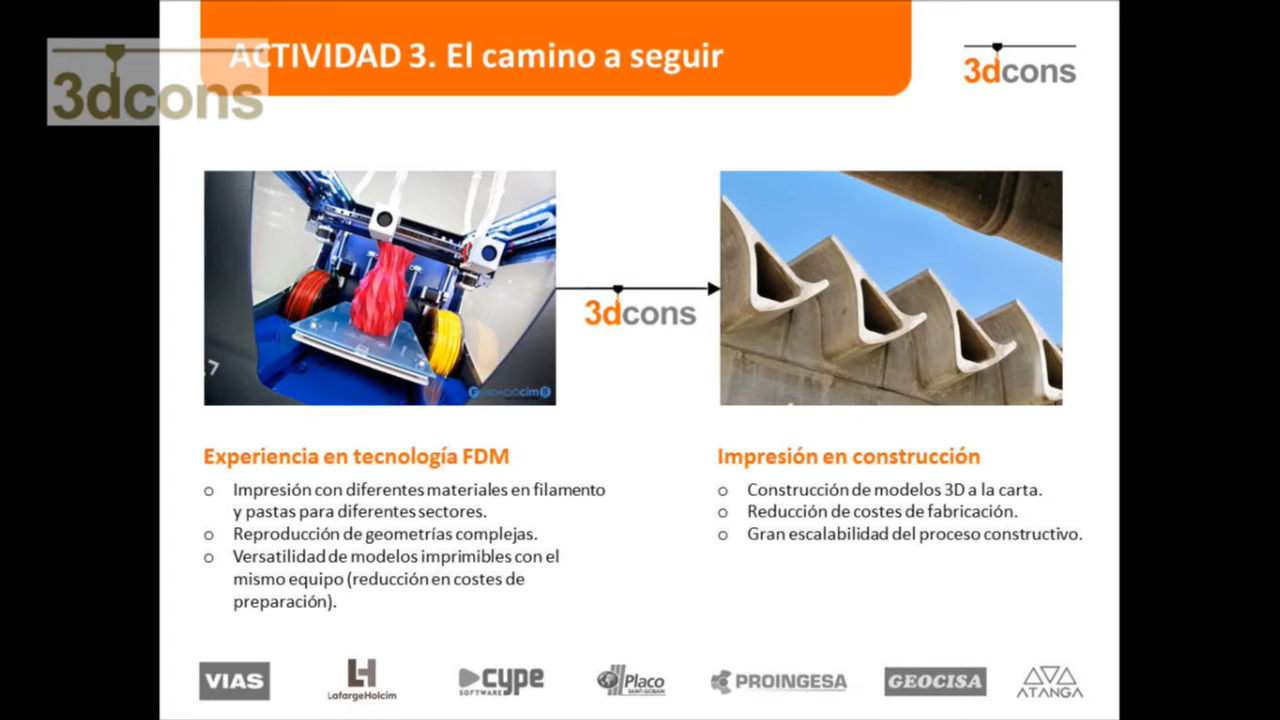 ACTIVIDAD 3. El camino a seguir
3dcons
3dcons
.7
FUNDACIÓcim
3dcons
Experiencia en tecnología FDM
o Impresión con diferentes materiales en filamento
y pastas para diferentes sectores.
o Reproducción de geometrías complejas.
o Versatilidad de modelos imprimibles con el
mismo equipo (reducción en costes de
preparación).
Impresión en construcción
o Construcción de modelos 3D a la carta.
o Reducción de costes de fabricación.
o Gran escalabilidad del proceso constructivo.
VIAS
LafargeHolcim
CYPE
SOFTWARE
Placo
SAINT-GOBAIN
PROINGESA
GEOCISA
ATANGA